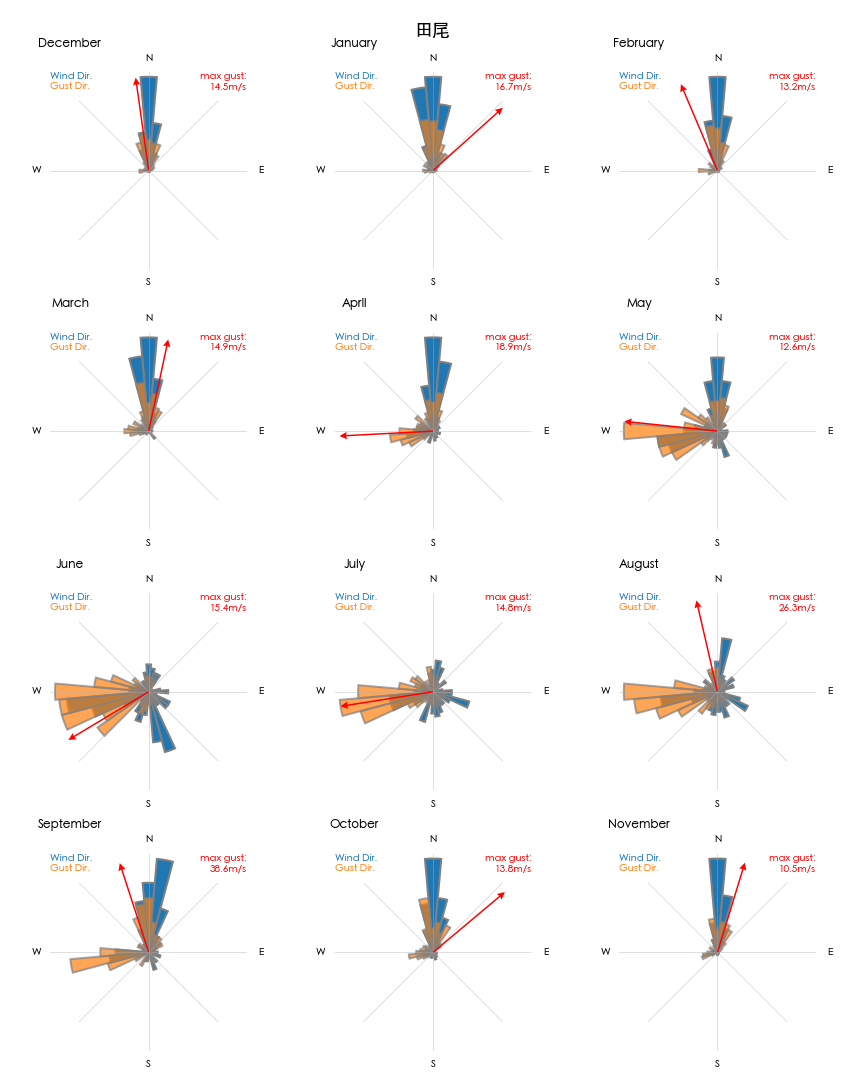 田尾
December
N
Wind Dir.
Gust Dir.
max gust:
14.5m/s
W
E
S
January
N
Wind Dir.
Gust Dir.
max gust:
16.7m/s
W
E
S
February
N
Wind Dir.
Gust Dir.
max gust:
13.2m/s
W
E
S
March
N
Wind Dir.
Gust Dir.
max gust:
14.9m/s
W
E
S
April
N
Wind Dir.
Gust Dir.
max gust:
18.9m/s
W
E
S
May
N
Wind Dir.
Gust Dir.
max gust:
12.6m/s
W
E
S
June
N
Wind Dir.
Gust Dir.
max gust:
15.4m/s
W
E
S
July
N
Wind Dir.
Gust Dir.
max gust:
14.8m/s
W
E
S
August
N
Wind Dir.
Gust Dir.
max gust:
26.3m/s
W
E
S
September
N
Wind Dir.
Gust Dir.
max gust:
38.6m/s
W
E
S
October
N
Wind Dir.
Gust Dir.
max gust:
13.8m/s
W
E
S
November
N
Wind Dir.
Gust Dir.
max gust:
10.5m/s
W
E
S